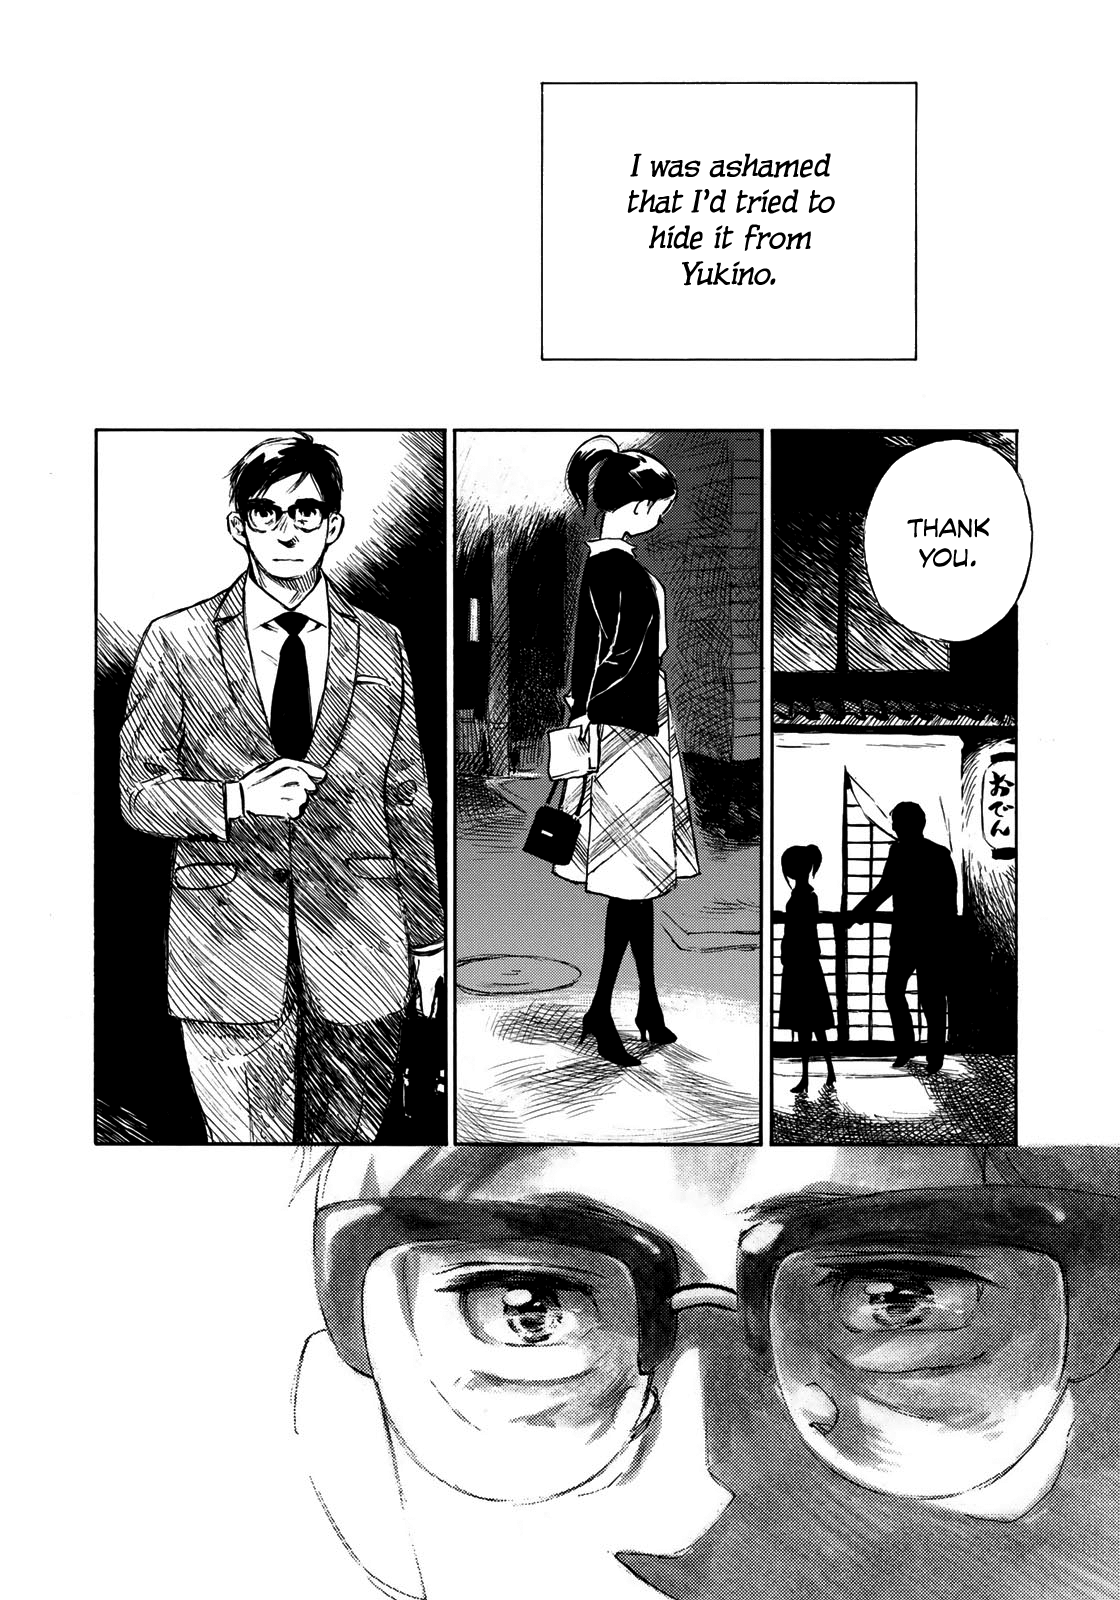 I was ashamed
that I'd tried to
hide it from
Yukino.
THANK
YOU.
おでん